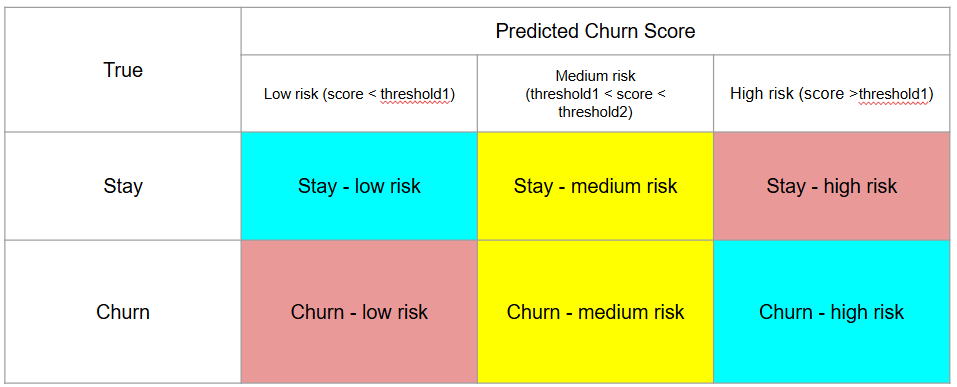 True
Predicted Churn Score
Low risk (score < threshold1)
Medium risk
(threshold1 < score <
threshold2)
High risk (score >threshold1)
Stay
Stay - low risk
Stay - medium risk
Stay - high risk
Churn
Churn - low risk
Churn - medium risk
Churn - high risk